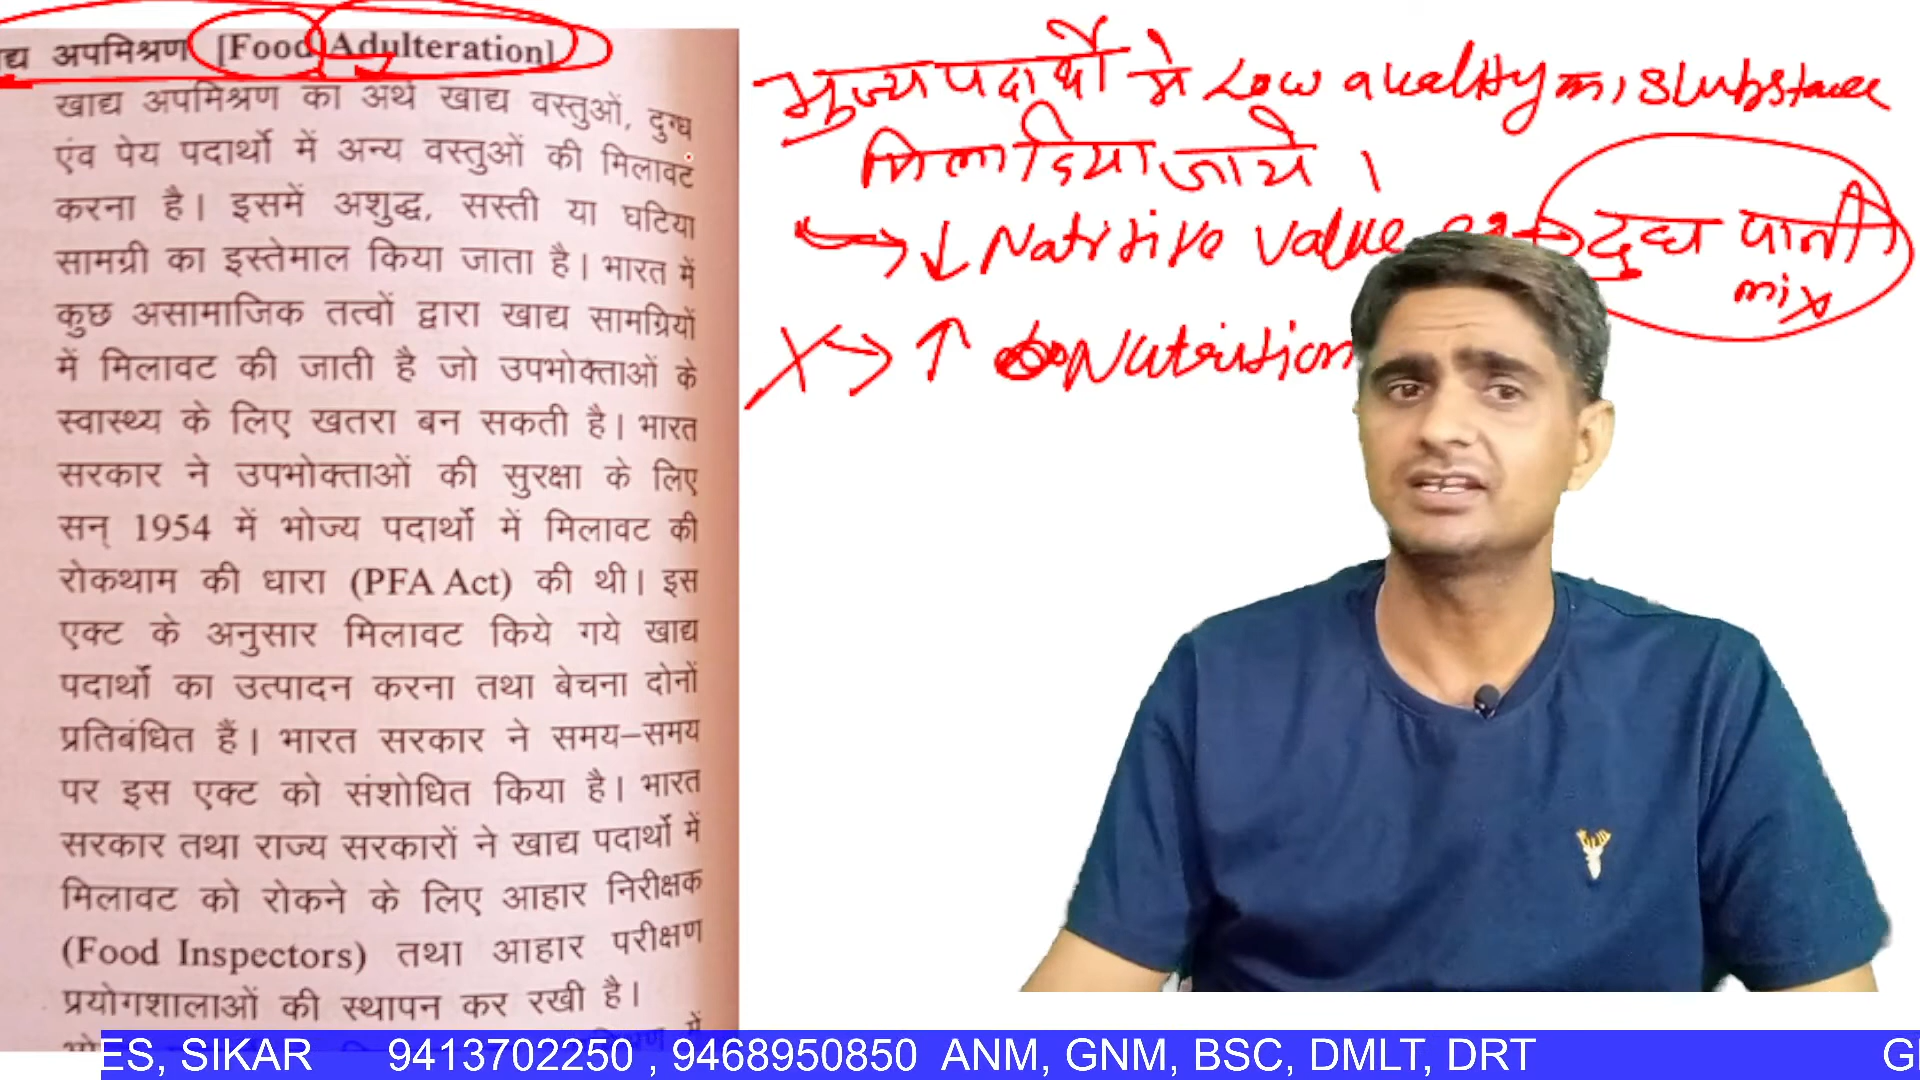 द्य अपमिश्रण [Food Adulteration]
खाद्य अपमिश्रण का अर्थ खाद्य वस्तुओं, दुग्ध
एंव पेय पदार्थो में अन्य वस्तुओं की मिलावट
करना है। इसमें अशुद्ध, सस्ती या घटिया
सामग्री का इस्तेमाल किया जाता है। भारत में
कुछ असामाजिक तत्वों द्वारा खाद्य सामग्रियों
में मिलावट की जाती है जो उपभोक्ताओं के
स्वास्थ्य के लिए खतरा बन सकती है। भारत
सरकार ने उपभोक्ताओं की सुरक्षा के लिए
सन् 1954 में भोज्य पदार्थो में मिलावट की
रोकथाम की धारा (PFA Act) की थी। इस
एक्ट के अनुसार मिलावट किये गये खाद्य
पदार्थो का उत्पादन करना तथा बेचना दोनों
प्रतिबंधित हैं। भारत सरकार ने समय–समय
पर इस एक्ट को संशोधित किया है। भारत
सरकार तथा राज्य सरकारों ने खाद्य पदार्थो में
मिलावट को रोकने के लिए आहार निरीक्षक
(Food Inspectors) तथा आहार परीक्षण
प्रयोगशालाओं की स्थापन कर रखी है।
पदार्थो मे Low
मिला दिया जाये ।
↓ Natritive value eg → दुध पानी
mix
X → ↑ Nutrition
ES, SIKAR 9413702250 , 9468950850 ANM, GNM, BSC, DMLT, DRT